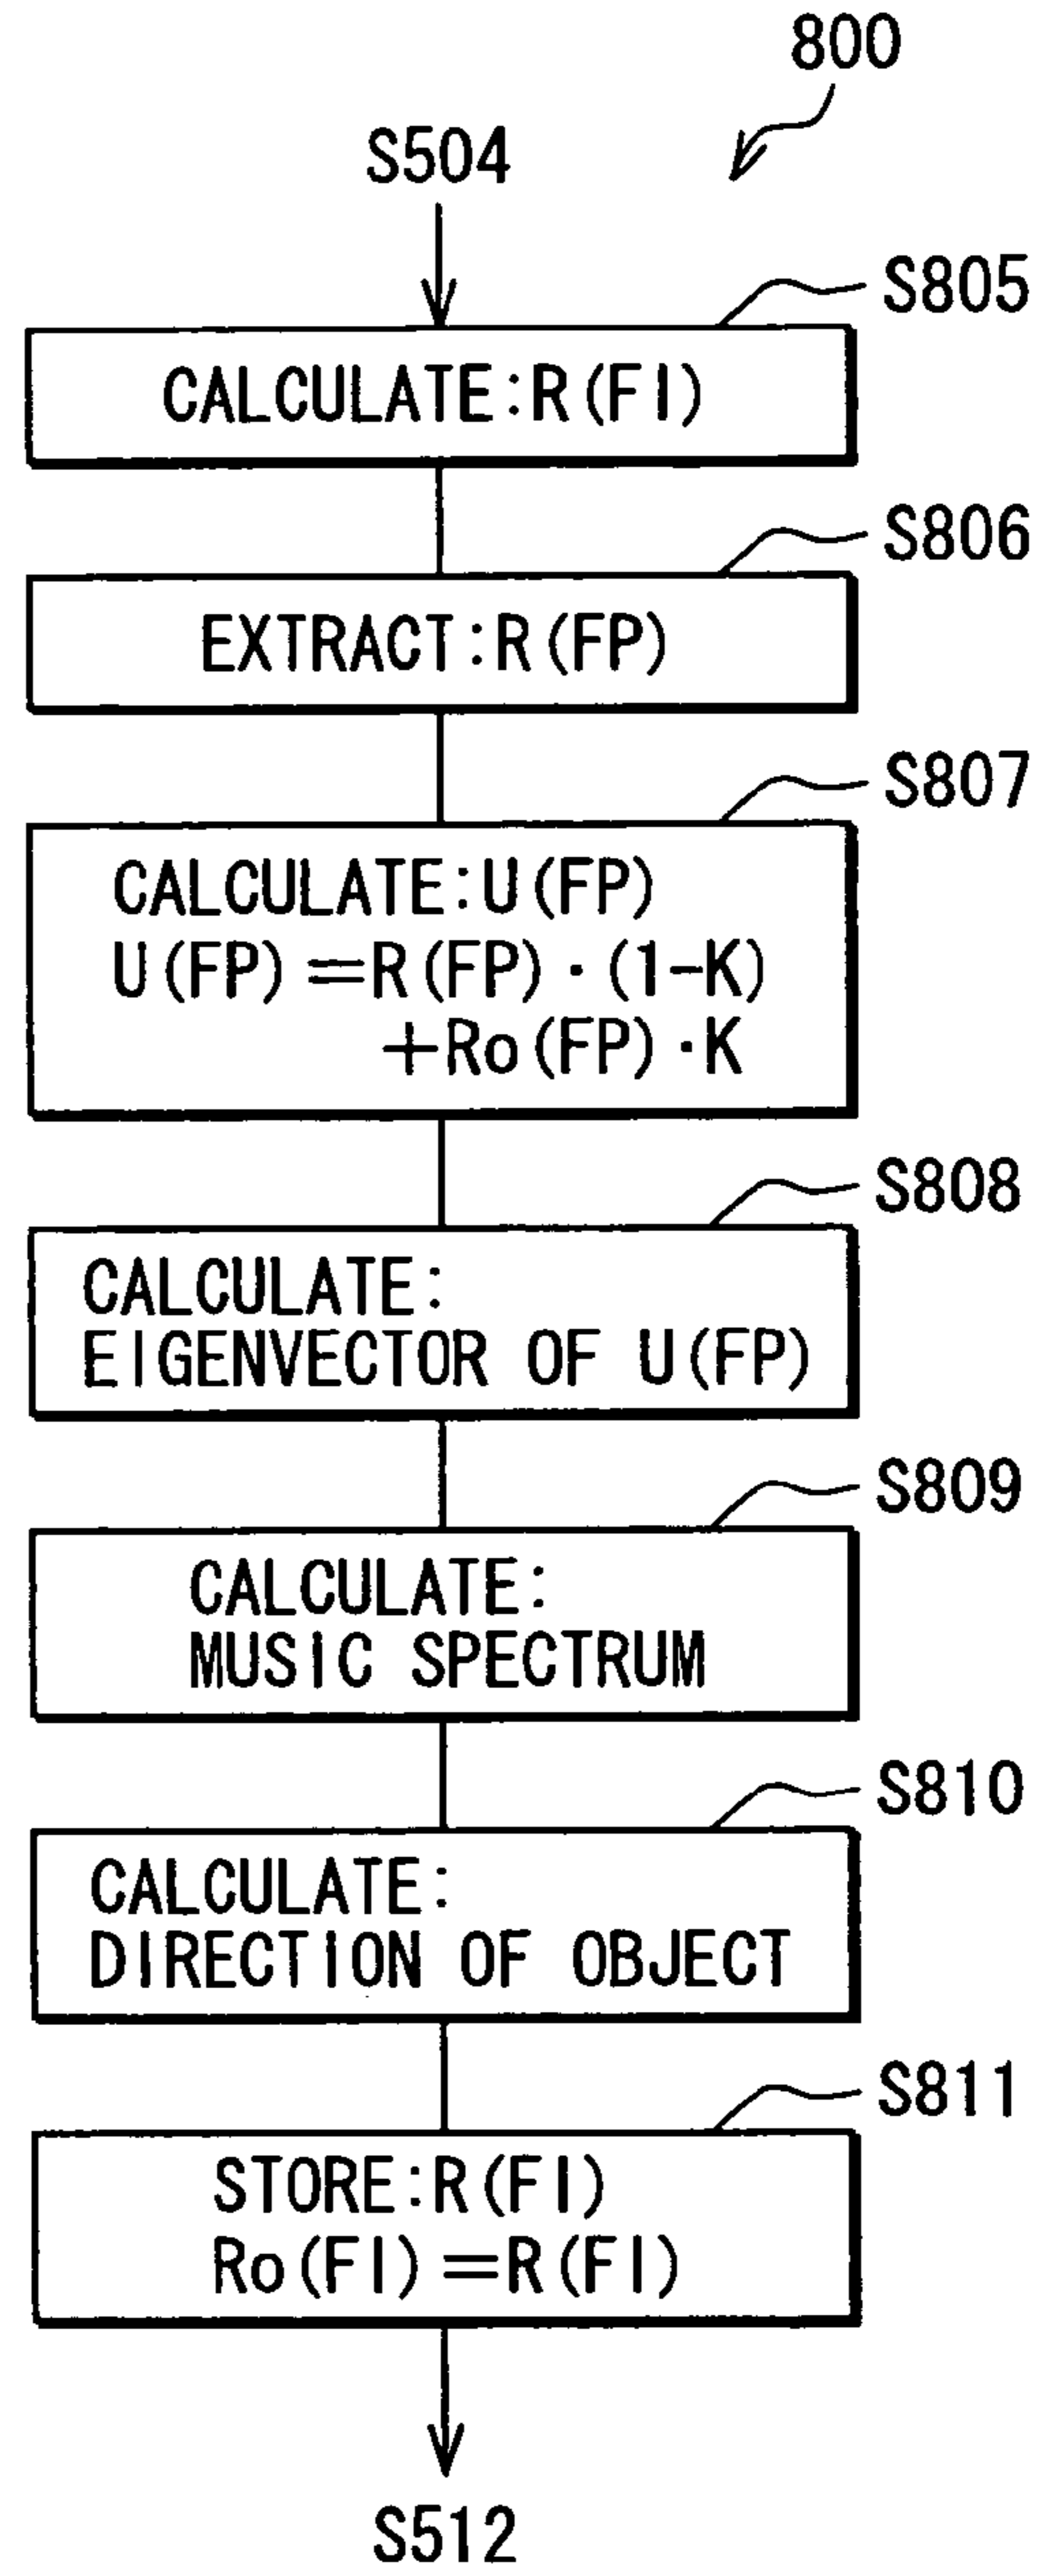 800
S504
S805
CALCULATE:R(FI)
S806
EXTRACT:R(FP)
S807
CALCULATE:U(FP)
U(FP)=R(FP)·(1-K)
+Ro(FP)·K
S808
CALCULATE:
EIGENVECTOR OF U(FP)
S809
CALCULATE:
MUSIC SPECTRUM
S810
CALCULATE:
DIRECTION OF OBJECT
S811
STORE:R(FI)
Ro(FI)=R(FI)
S512